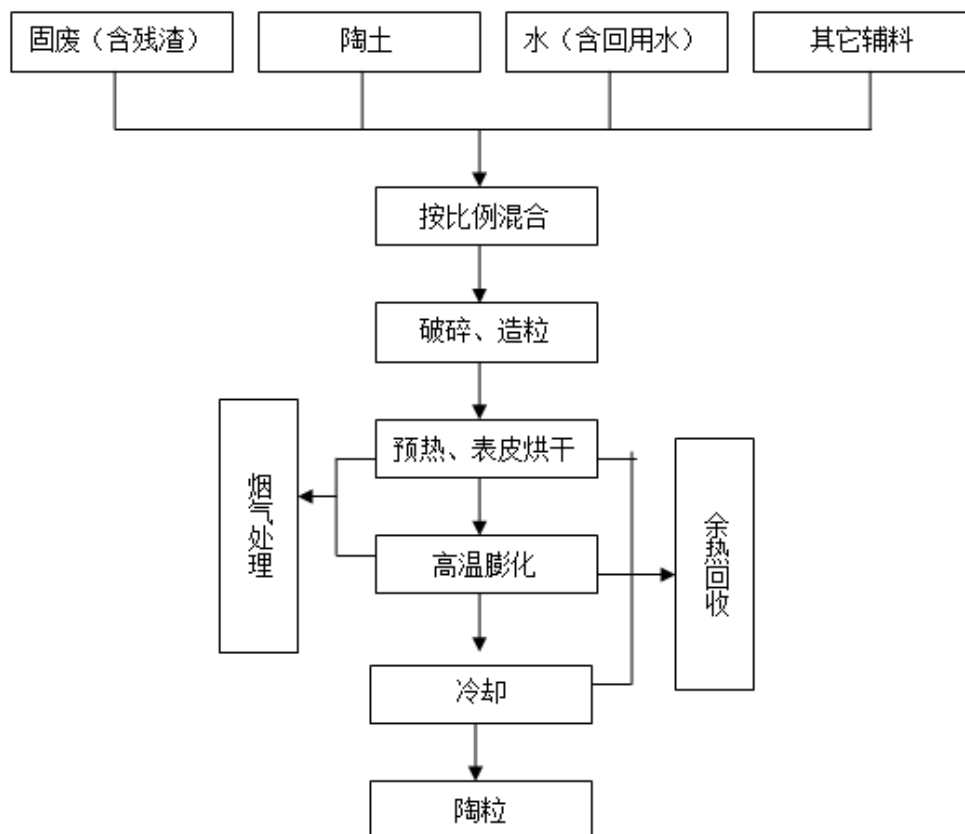 固废（含残渣）
陶土
水（含回用水）
其它辅料
按比例混合
破碎、造粒
预热、表皮烘干
烟气处理
高温膨化
余热回收
冷却
陶粒